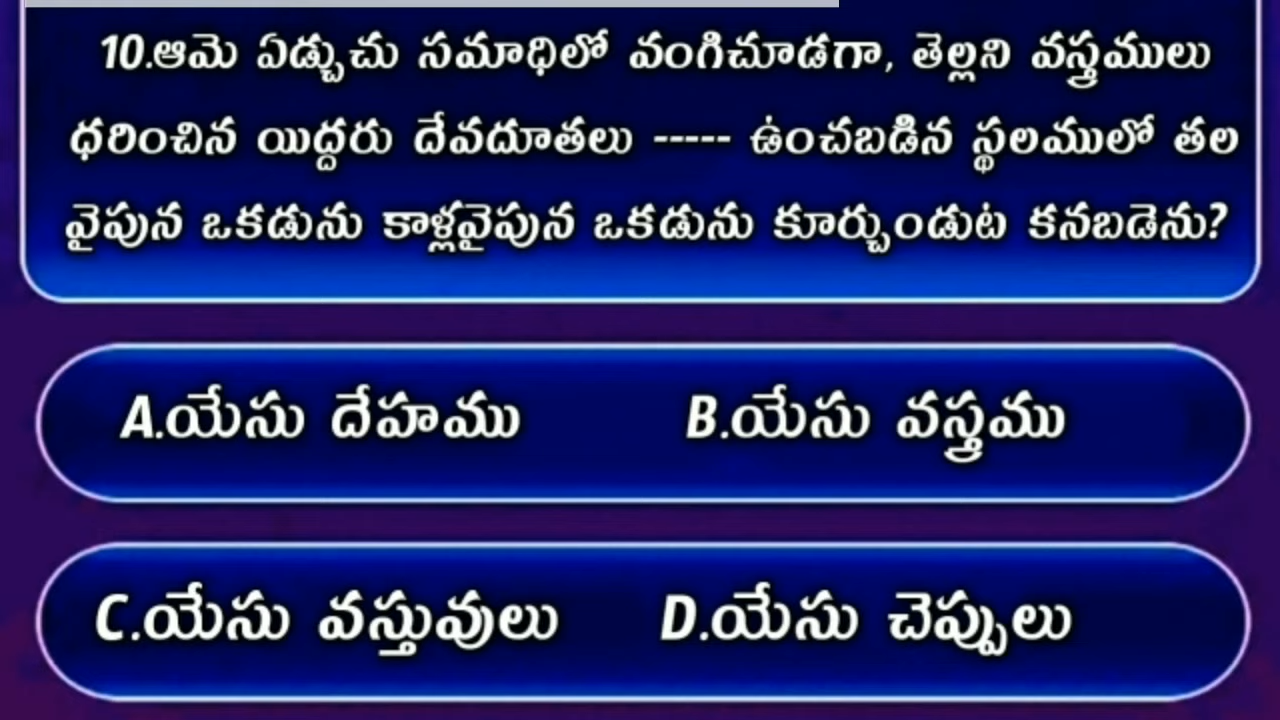 10.ఆమె ఏడ్చుచు సమాధిలో వంగిచూడగా, తెల్లని వస్త్రములు
ధరించిన యిద్దరు దేవదూతలు ----- ఉంచబడిన స్థలములో తల
వైపున ఒకడును కాళ్లవైపున ఒకడును కూర్చుండుట కనబడెను?
A.యేసు దేహము B.యేసు వస్త్రము
C.యేసు వస్తువులు D.యేసు చెప్పులు